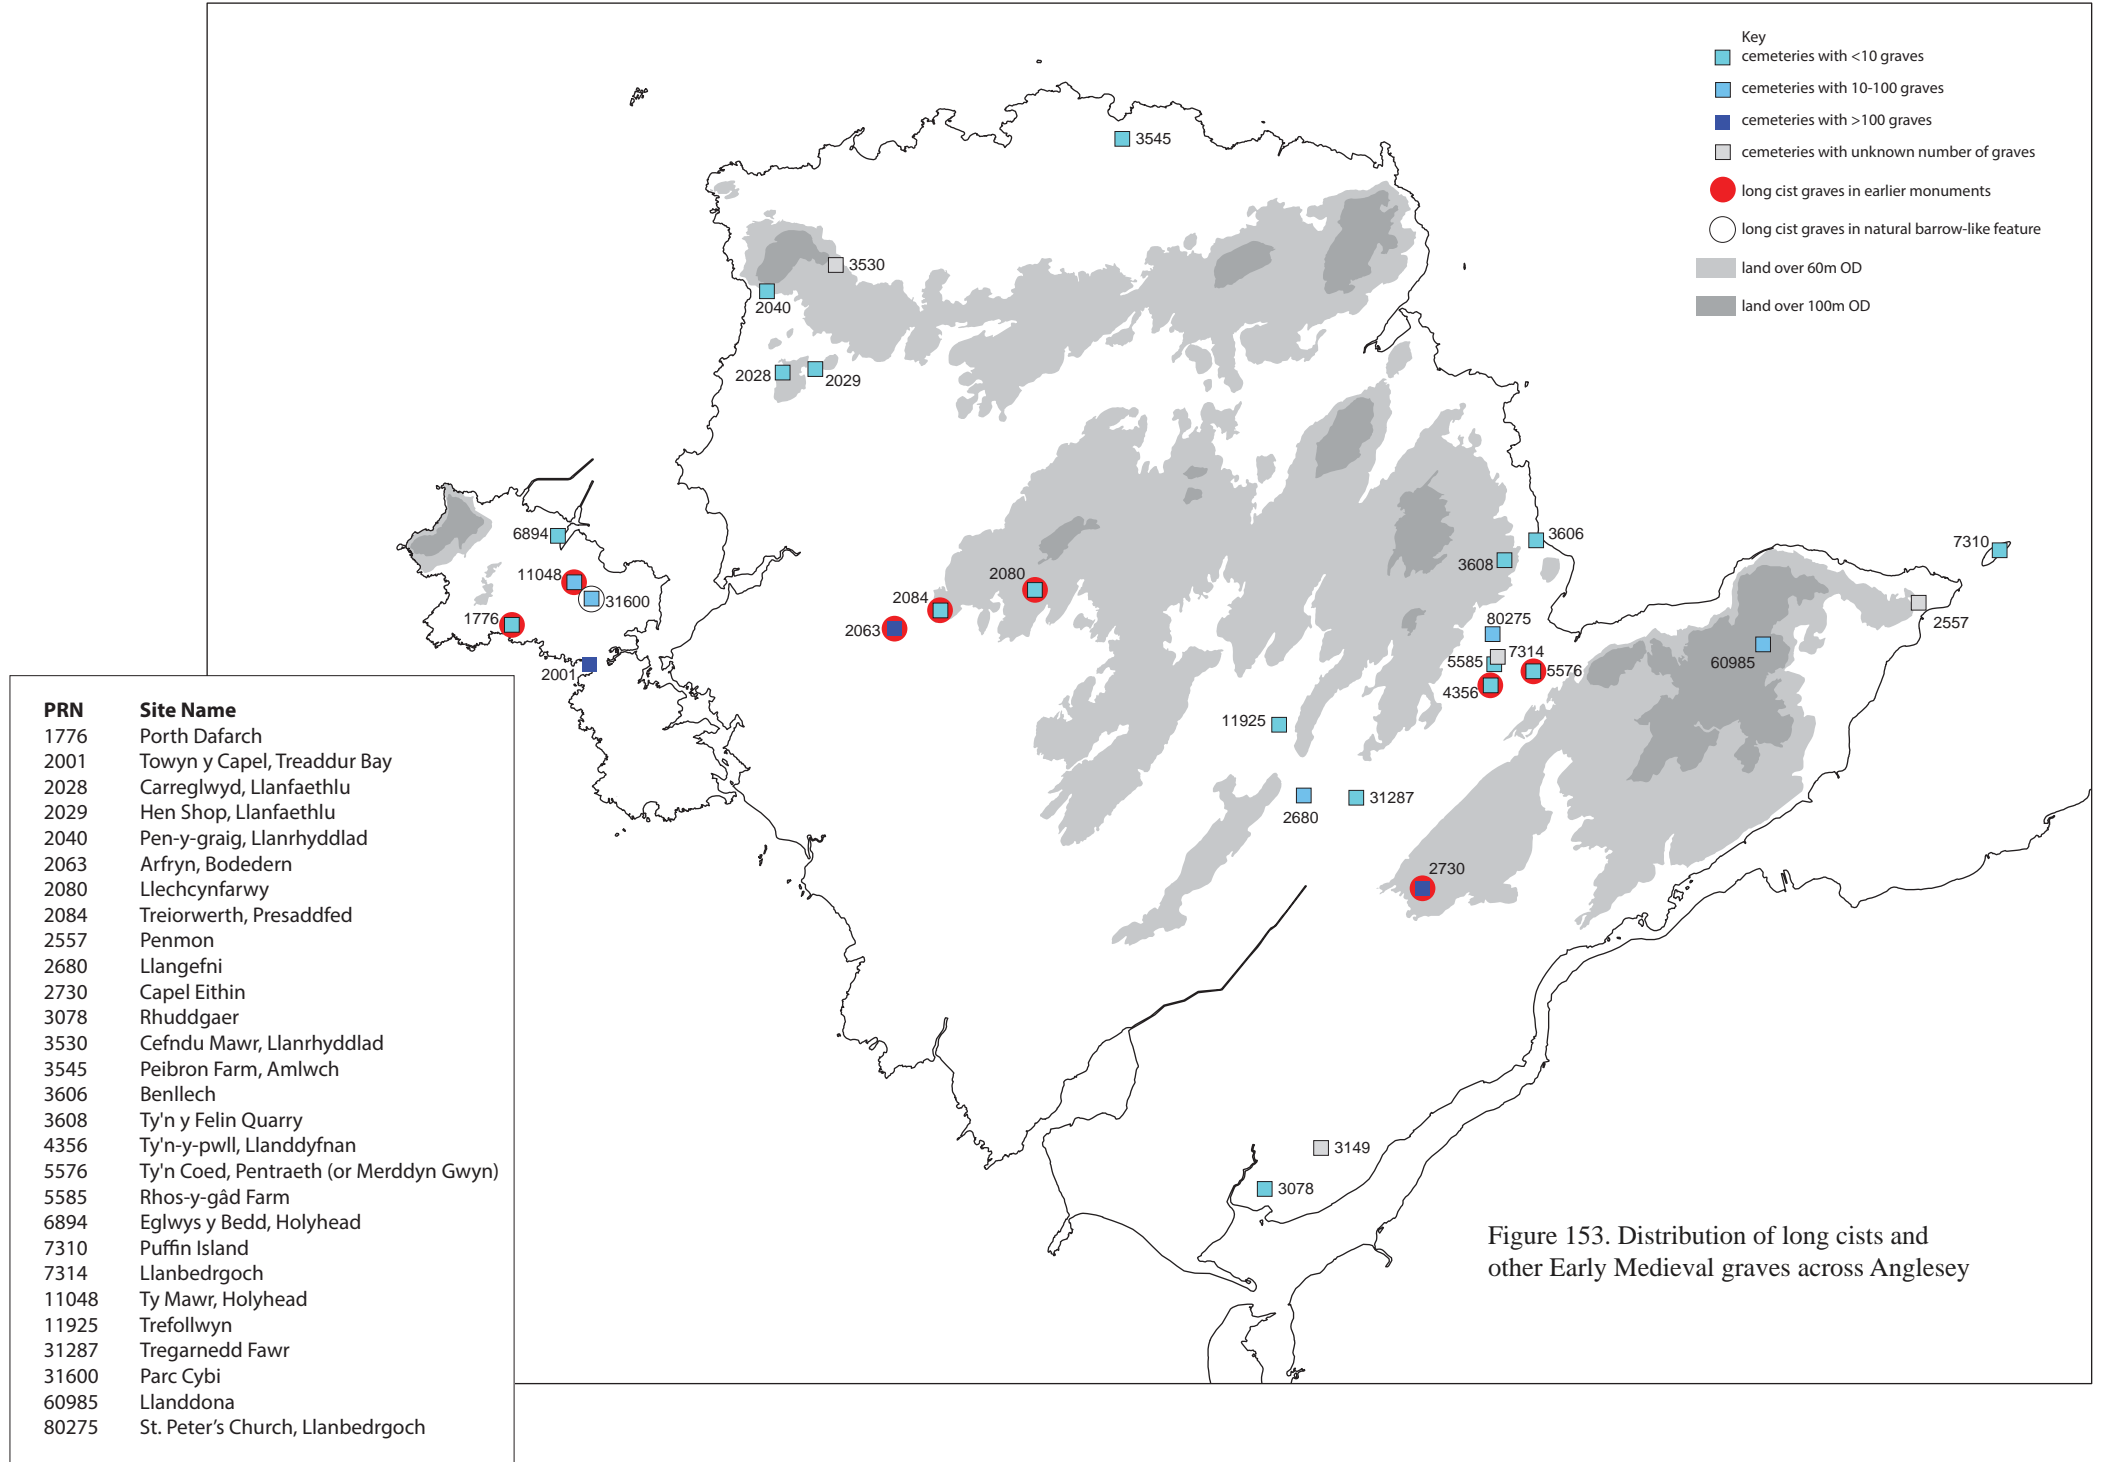 Key
cemeteries with <10 graves
cemeteries with 10-100 graves
cemeteries with >100 graves
cemeteries with unknown number of graves
long cist graves in earlier monuments
long cist graves in natural barrow-like feature
land over 60m OD
land over 100m OD
3545
3530
2040
2028
2029
6894
11048
31600
1776
2001
2080
2084
2063
3606
3608
7310
2557
60985
80275
7314
5585
5576
4356
11925
2680
31287
2730
3149
3078
PRN Site Name
1776 Porth Dafarch
2001 Towyn y Capel, Treaddur Bay
2028 Carreglwyd, Llanfaethlu
2029 Hen Shop, Llanfaethlu
2040 Pen-y-graig, Llanrhyddlad
2063 Arfryn, Bodedern
2080 Llechcynfarwy
2084 Treiorwerth, Presaddfed
2557 Penmon
2680 Llangefni
2730 Capel Eithin
3078 Rhuddgaer
3530 Cefndu Mawr, Llanrhyddlad
3545 Peibron Farm, Amlwch
3606 Benllech
3608 Ty'n y Felin Quarry
4356 Ty'n-y-pwll, Llanddyfnan
5576 Ty'n Coed, Pentraeth (or Merddyn Gwyn)
5585 Rhos-y-gâd Farm
6894 Eglwys y Bedd, Holyhead
7310 Puffin Island
7314 Llanbedrgoch
11048 Ty Mawr, Holyhead
11925 Trefollwyn
31287 Tregarnedd Fawr
31600 Parc Cybi
60985 Llanddona
80275 St. Peter's Church, Llanbedrgoch
Figure 153. Distribution of long cists and
other Early Medieval graves across Anglesey